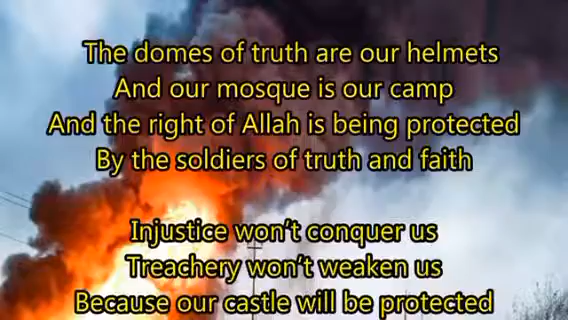 The domes of truth are our helmets
And our mosque is our camp
And the right of Allah is being protected
By the soldiers of truth and faith
Injustice won't conquer us
Treachery won't weaken us
Because our castle will be protected